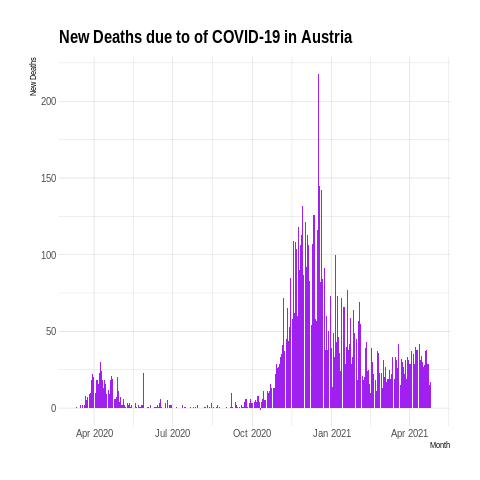 New Deaths due to of COVID-19 in Austria
New Deaths
200
150
100
50
0
Apr 2020 Jul 2020 Oct 2020 Jan 2021 Apr 2021
Month